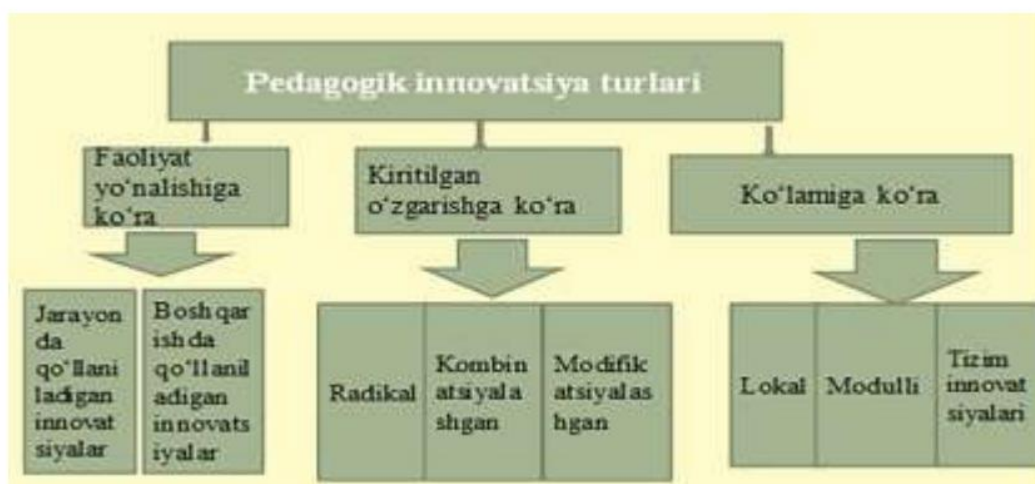 Pedagogik innovatsiya turlari
Faoliyat
yo‘nalishiga
ko‘ra
Kiritilgan
o‘zgarishga ko‘ra
Ko‘lamiga ko‘ra
Jarayon
da
qo‘llani
ladigan
innovat
siyalar
Boshqar
ishda
qo‘llanil
adigan
innovats
iyalar
Radikal
Kombin
atsiyala
shgan
Modifik
atsiyalas
hgan
Lokal
Modulli
Tizim
innovat
siyalari